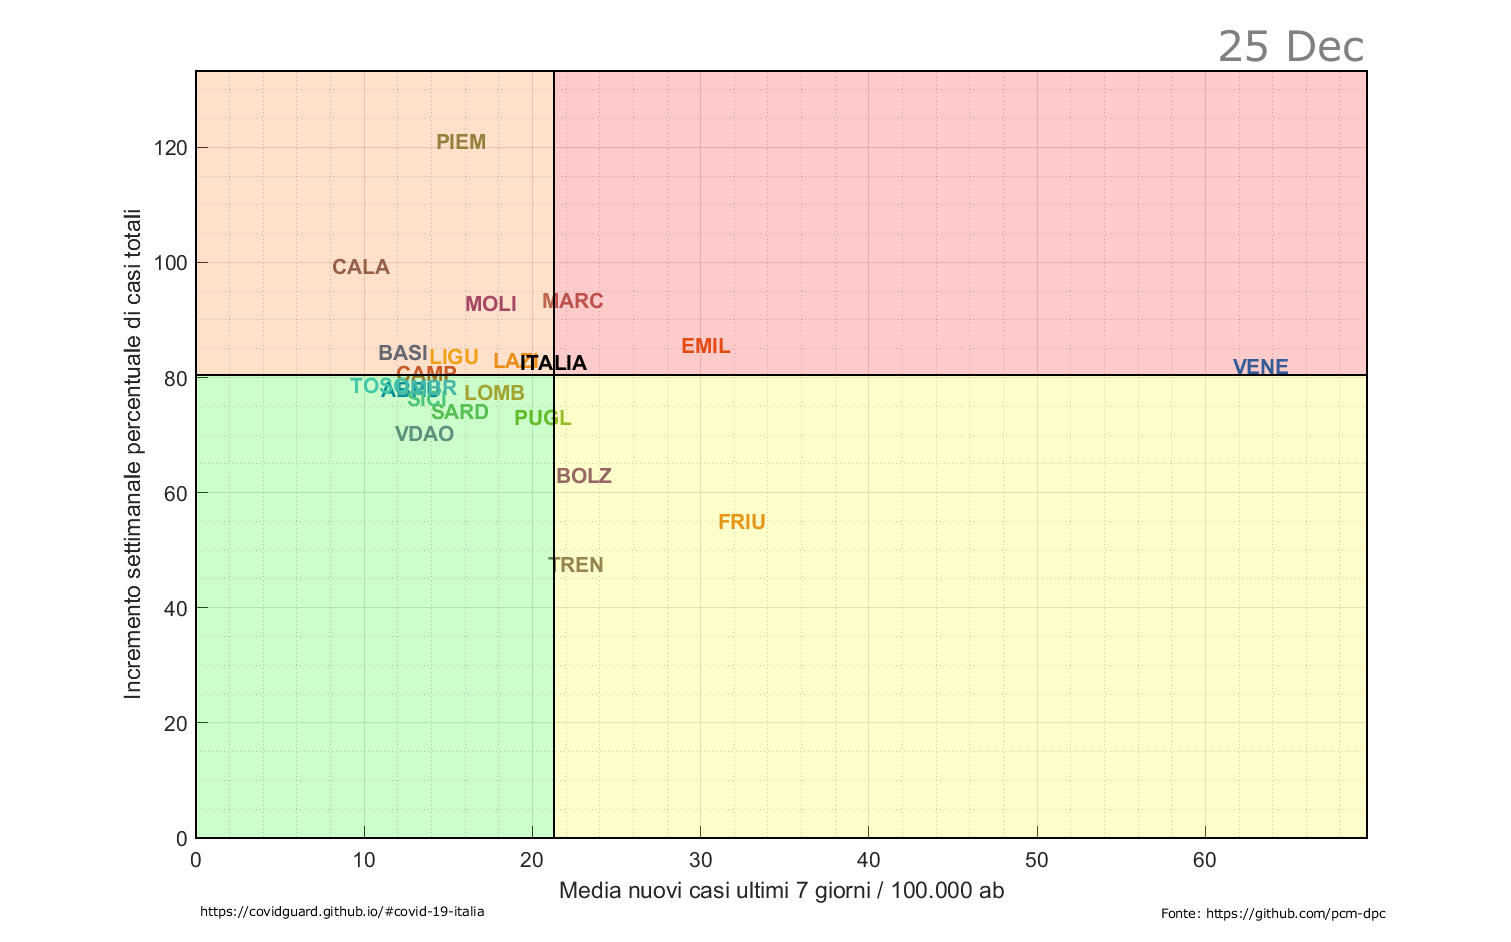 25 Dec
Incremento settimanale percentuale di casi totali
120
100
80
60
40
20
0
PIEM
CALA
MOLI
MARC
EMIL
BASI
LIGU
ITALIA
VENE
CAMP
LOMB
SICI
SARD
PUGL
VDAO
BOLZ
FRIU
TREN
0 10 20 30 40 50 60
Media nuovi casi ultimi 7 giorni / 100.000 ab
https://covidguard.github.io/#covid-19-italia
Fonte: https://github.com/pcm-dpc